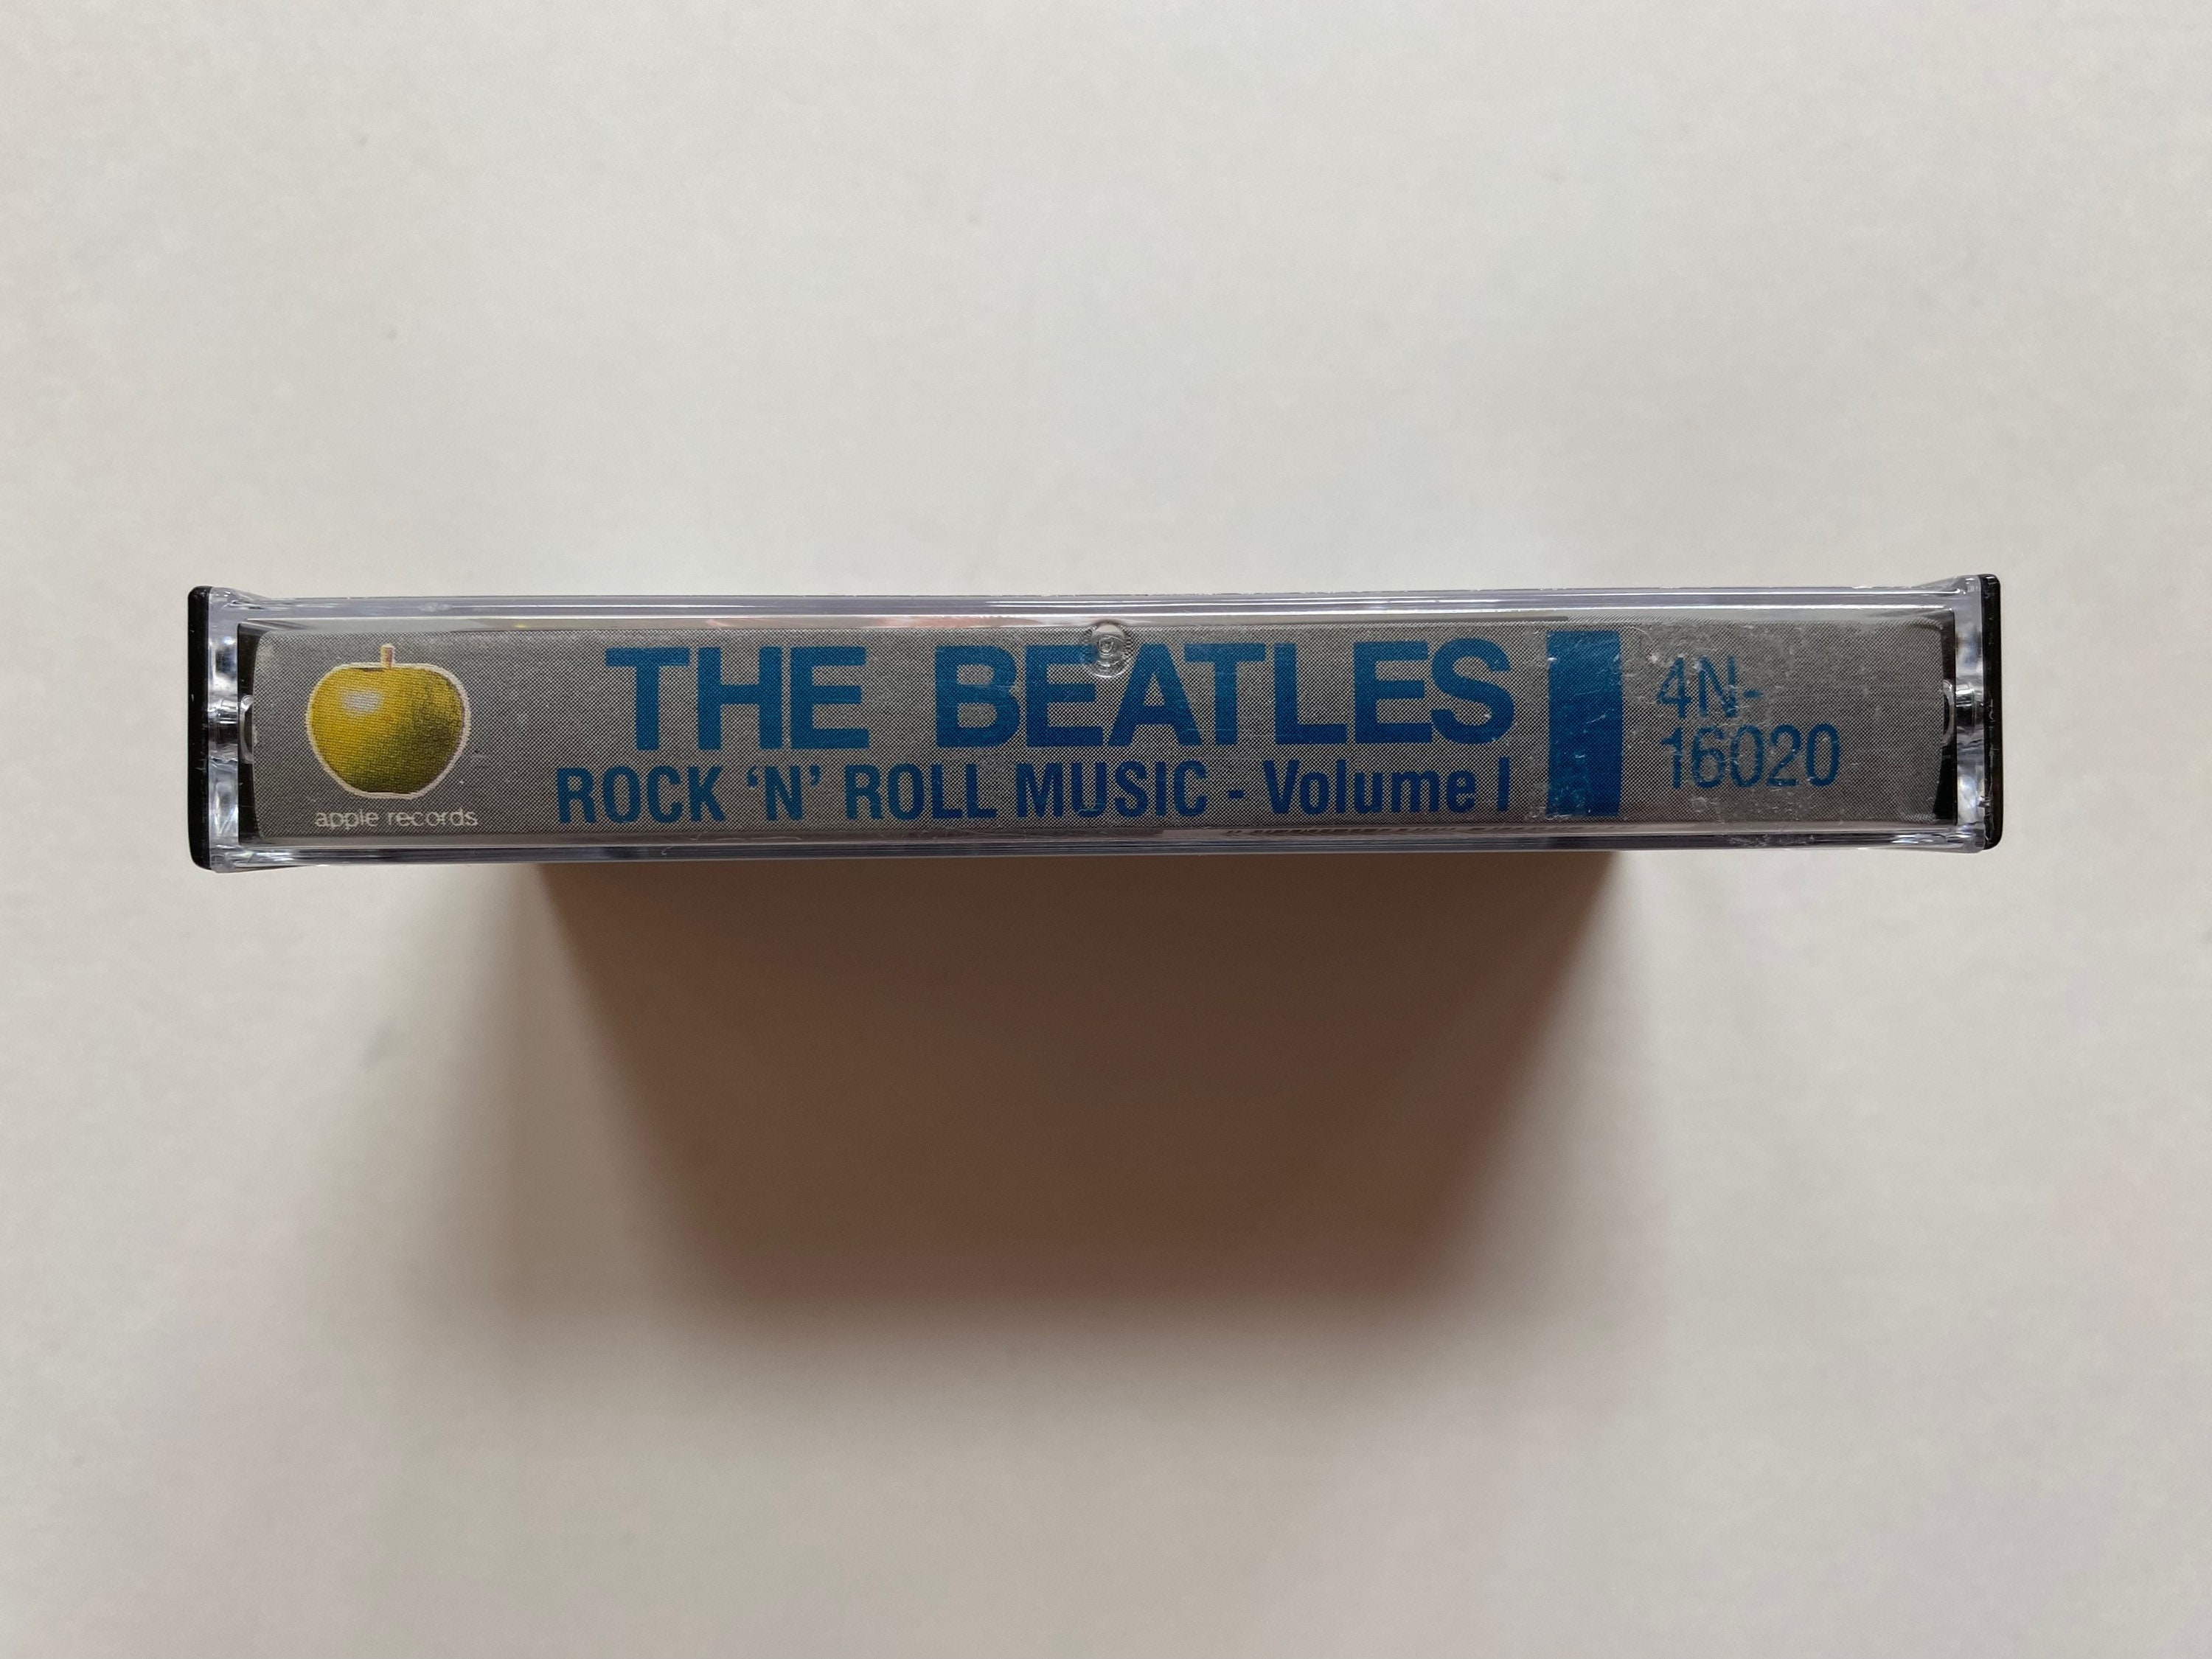 apple records
THE BEATLES
ROCK 'N' ROLL MUSIC - Volume I
4N-
16020